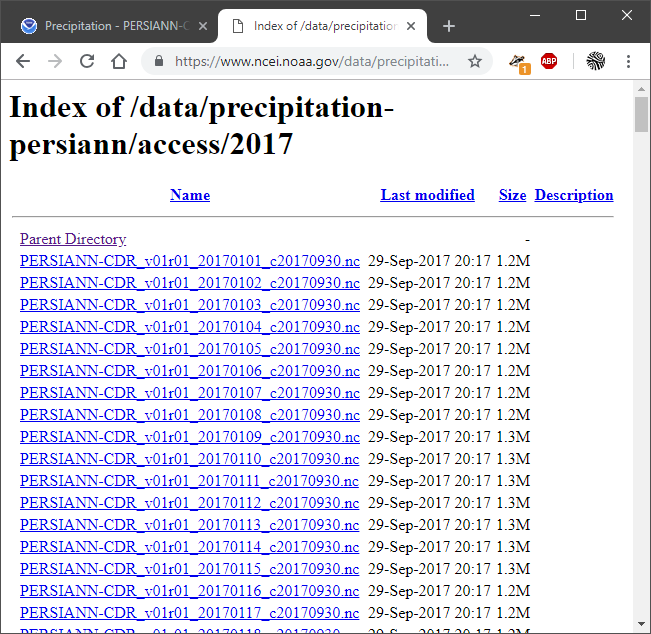 Precipitation - PERSIANN-C
Index of /data/precipitation
https://www.ncei.noaa.gov/data/precipitati...
1
ABP
Index of /data/precipitation-
persiann/access/2017
Name Last modified Size Description
Parent Directory -
PERSIANN-CDR_v01r01_20170101_c20170930.nc 29-Sep-2017 20:17 1.2M
PERSIANN-CDR_v01r01_20170102_c20170930.nc 29-Sep-2017 20:17 1.2M
PERSIANN-CDR_v01r01_20170103_c20170930.nc 29-Sep-2017 20:17 1.2M
PERSIANN-CDR_v01r01_20170104_c20170930.nc 29-Sep-2017 20:17 1.2M
PERSIANN-CDR_v01r01_20170105_c20170930.nc 29-Sep-2017 20:17 1.2M
PERSIANN-CDR_v01r01_20170106_c20170930.nc 29-Sep-2017 20:17 1.2M
PERSIANN-CDR_v01r01_20170107_c20170930.nc 29-Sep-2017 20:17 1.2M
PERSIANN-CDR_v01r01_20170108_c20170930.nc 29-Sep-2017 20:17 1.2M
PERSIANN-CDR_v01r01_20170109_c20170930.nc 29-Sep-2017 20:17 1.3M
PERSIANN-CDR_v01r01_20170110_c20170930.nc 29-Sep-2017 20:17 1.3M
PERSIANN-CDR_v01r01_20170111_c20170930.nc 29-Sep-2017 20:17 1.3M
PERSIANN-CDR_v01r01_20170112_c20170930.nc 29-Sep-2017 20:17 1.3M
PERSIANN-CDR_v01r01_20170113_c20170930.nc 29-Sep-2017 20:17 1.3M
PERSIANN-CDR_v01r01_20170114_c20170930.nc 29-Sep-2017 20:17 1.3M
PERSIANN-CDR_v01r01_20170115_c20170930.nc 29-Sep-2017 20:17 1.3M
PERSIANN-CDR_v01r01_20170116_c20170930.nc 29-Sep-2017 20:17 1.2M
PERSIANN-CDR_v01r01_20170117_c20170930.nc 29-Sep-2017 20:17 1.2M